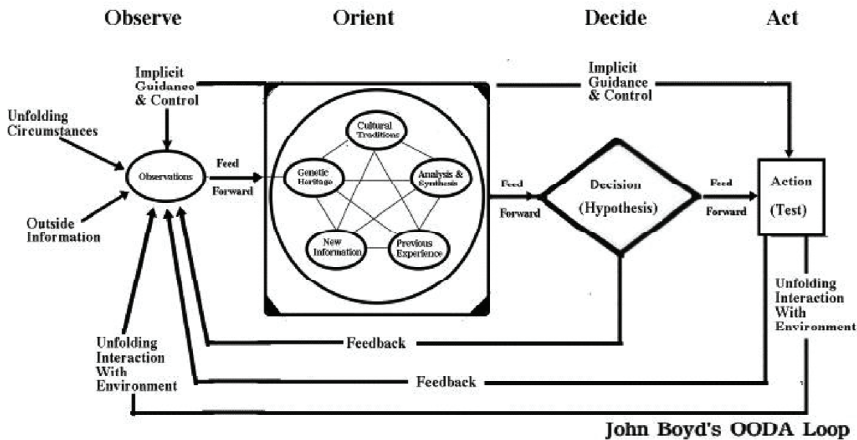 Observe
Orient
Decide
Act
Implicit
Guidance
& Control
Implicit
Guidance
& Control
Unfolding
Circumstances
Cultural
Traditions
Observations
Feed
Forward
Genetic
Heritage
Analysis &
Synthesis
Feed
Forward
Decision
(Hypothesis)
Feed
Forward
Action
(Test)
Outside
Information
New
Information
Previous
Experience
Unfolding
Interaction
With
Environment
Unfolding
Interaction
With
Environment
Feedback
Feedback
John Boyd's OODA Loop